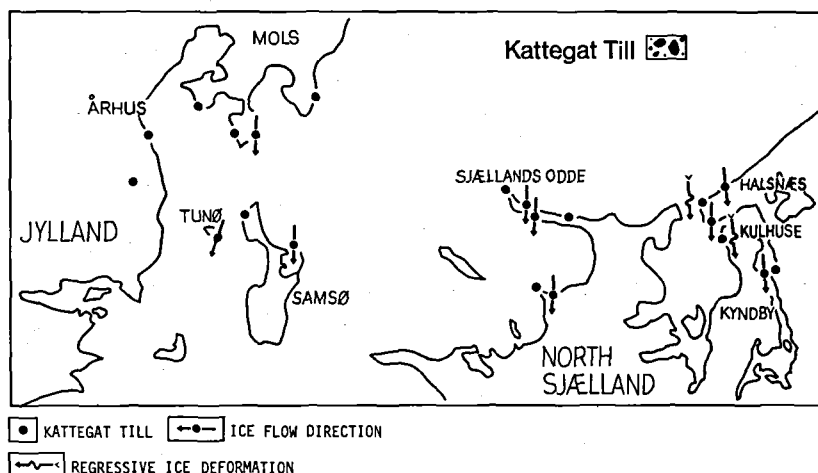 MOLS
Kattegat Till
ÅRHUS
SJÆLLANDS ODDE
HALSNÆS
TUNØ
KULHUSE
JYLLAND
SAMSØ
KYNDBY
NORTH
SJÆLLAND
KATTEGAT TILL
ICE FLOW DIRECTION
REGRESSIVE ICE DEFORMATION